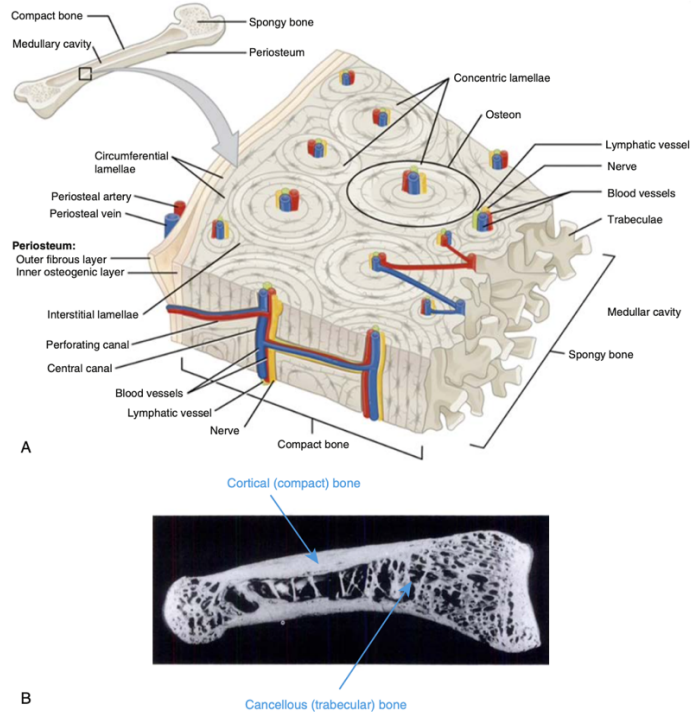 Compact bone
Spongy bone
Medullary cavity
Periosteum
Concentric lamellae
Osteon
Lymphatic vessel
Nerve
Blood vessels
Trabeculae
Circumferential
lamellae
Periosteal artery
Periosteal vein
Periosteum:
Outer fibrous layer
Inner osteogenic layer
Interstitial lamellae
Perforating canal
Central canal
Blood vessels
Lymphatic vessel
Nerve
Compact bone
Medullar cavity
Spongy bone
A
Cortical (compact) bone
Cancellous (trabecular) bone
B